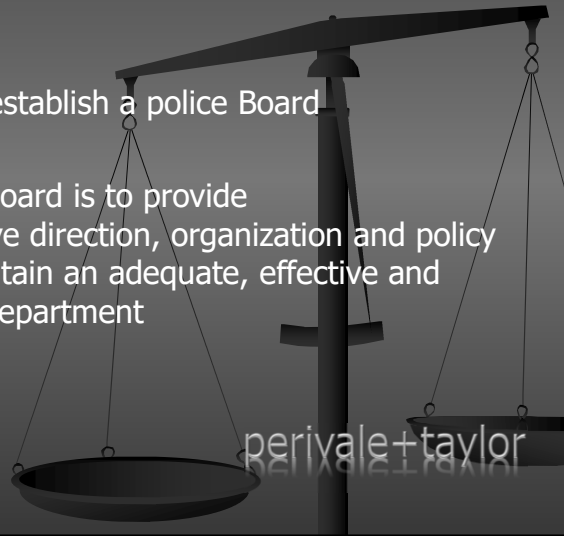 establish a police Board
oard is to provide
ve direction, organization and policy
tain an adequate, effective and
epartment
perivale+taylor